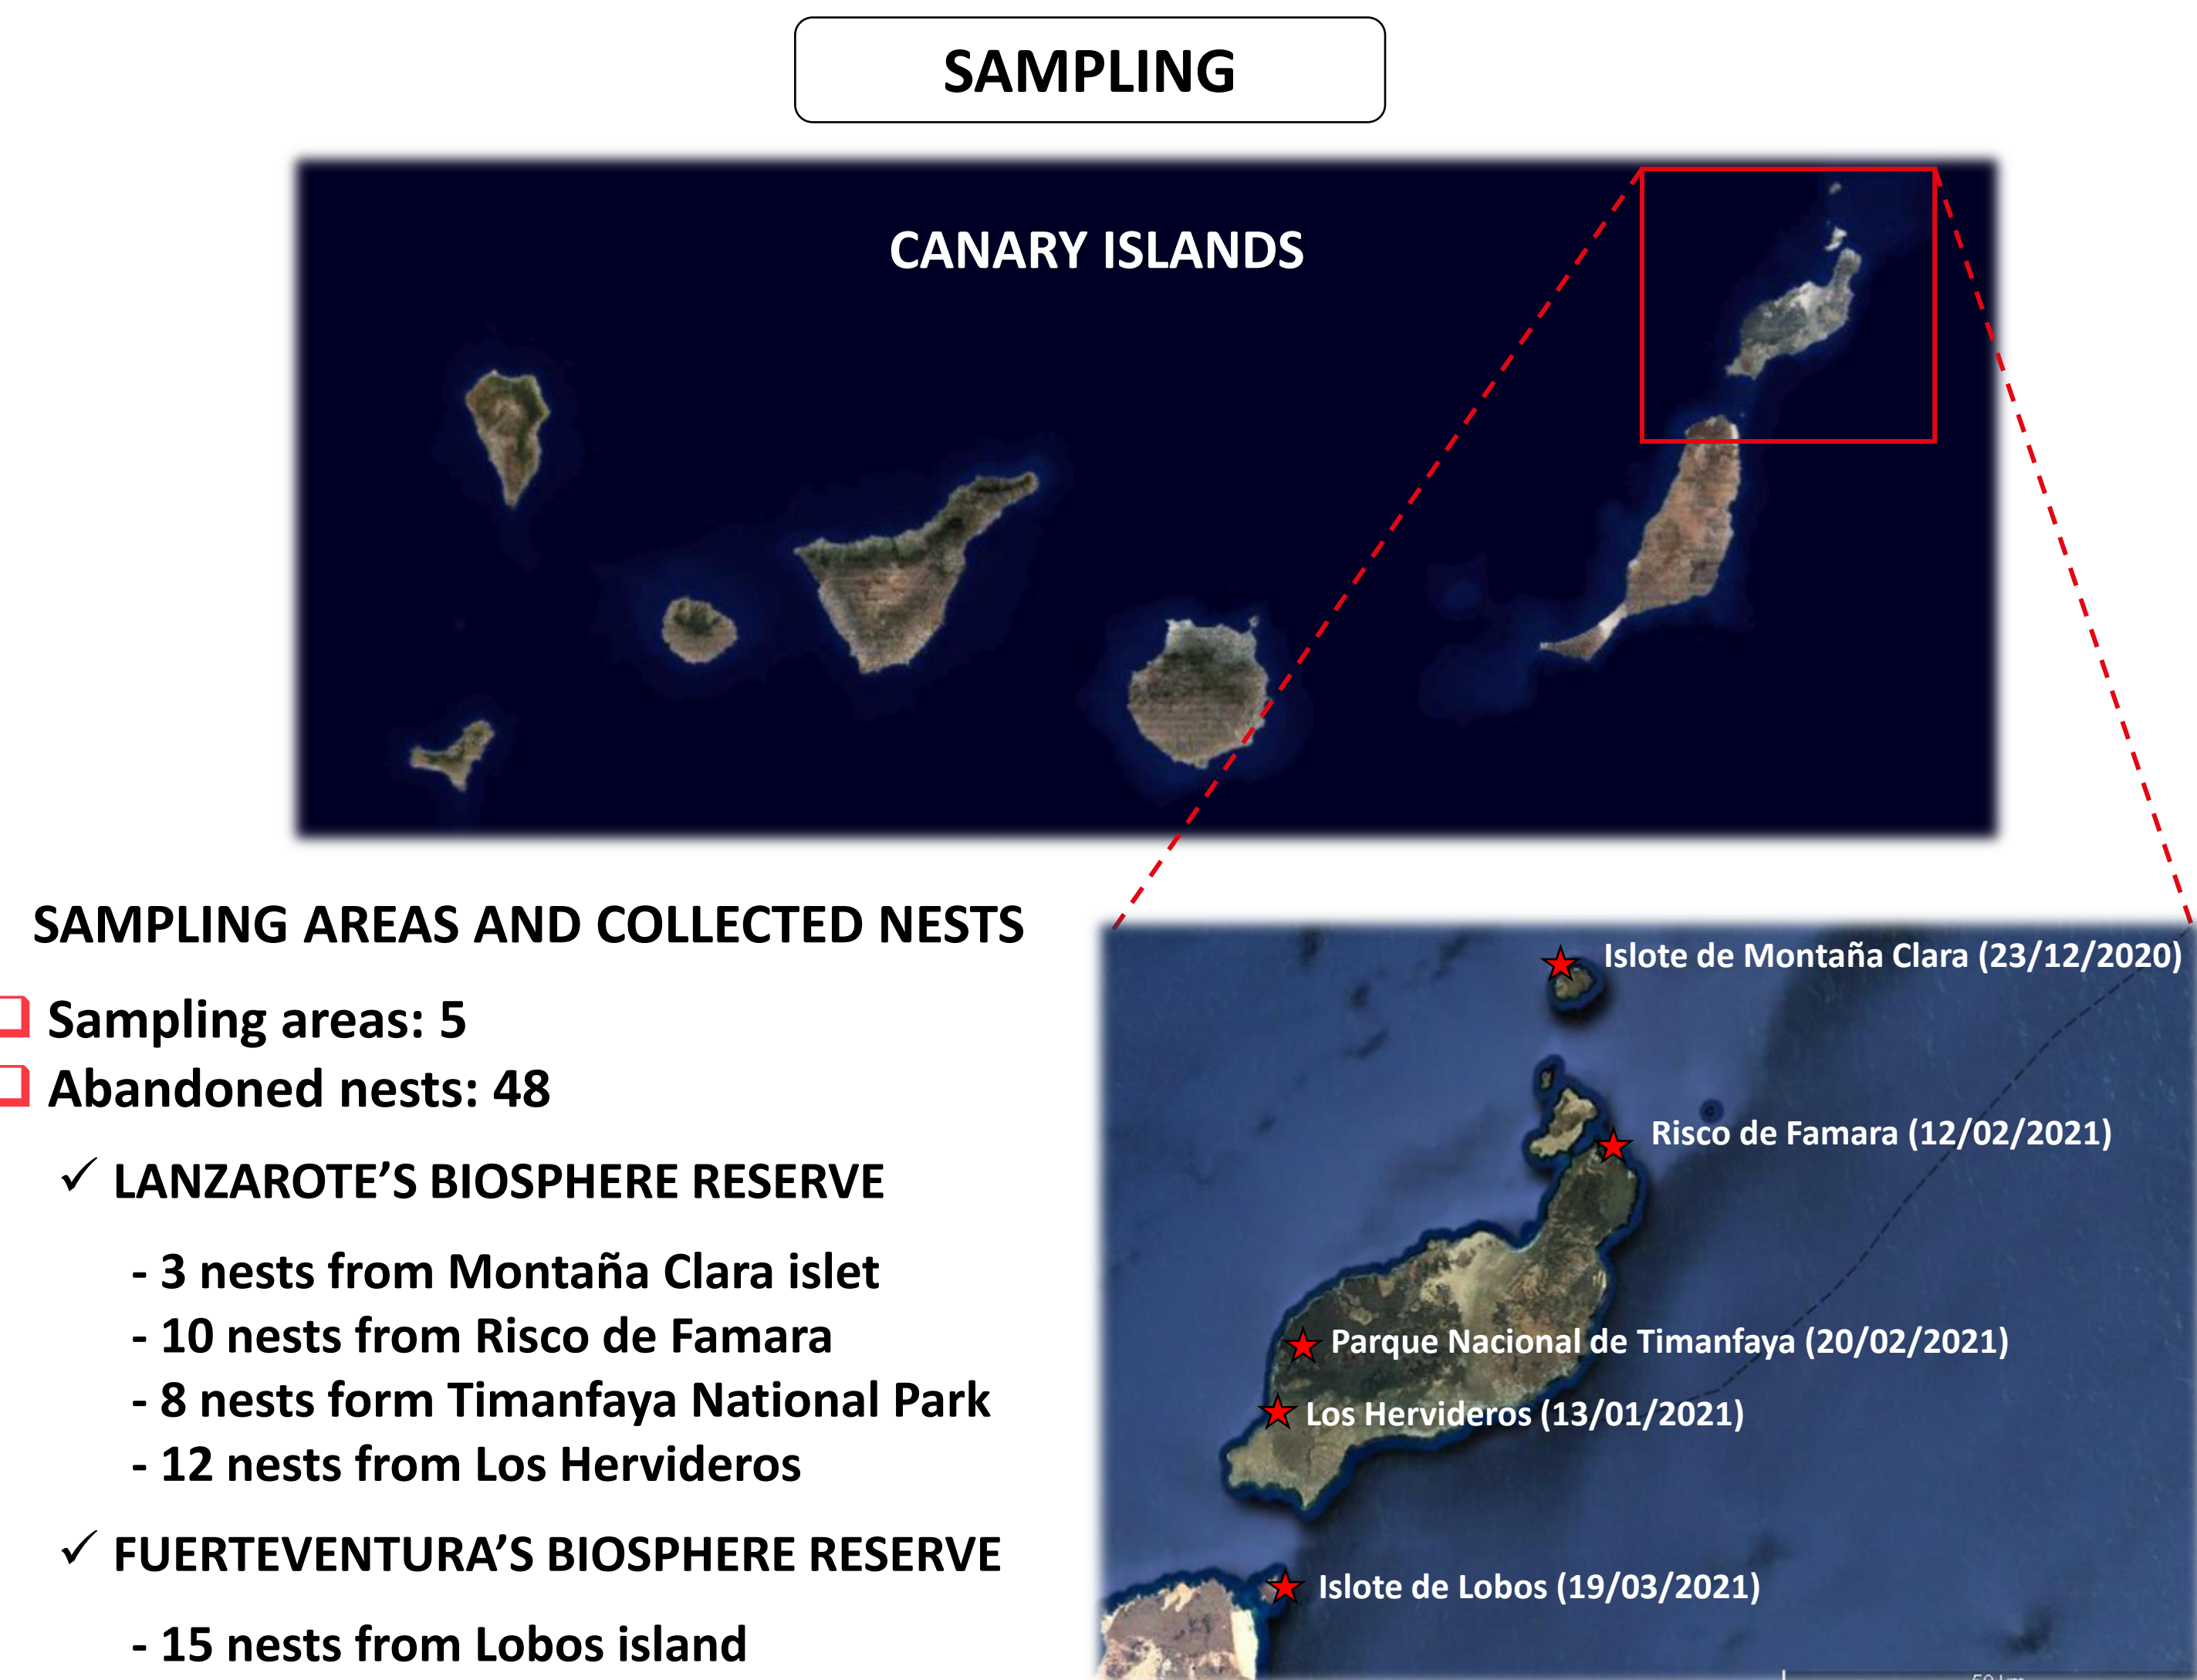 SAMPLING
CANARY ISLANDS
SAMPLING AREAS AND COLLECTED NESTS
Sampling areas: 5
Abandoned nests: 48
✓ LANZAROTE’S BIOSPHERE RESERVE
- 3 nests from Montaña Clara islet
- 10 nests from Risco de Famara
- 8 nests form Timanfaya National Park
- 12 nests from Los Hervideros
✓ FUERTEVENTURA’S BIOSPHERE RESERVE
- 15 nests from Lobos island
Islote de Montaña Clara (23/12/2020)
Risco de Famara (12/02/2021)
Parque Nacional de Timanfaya (20/02/2021)
Los Hervideros (13/01/2021)
Islote de Lobos (19/03/2021)